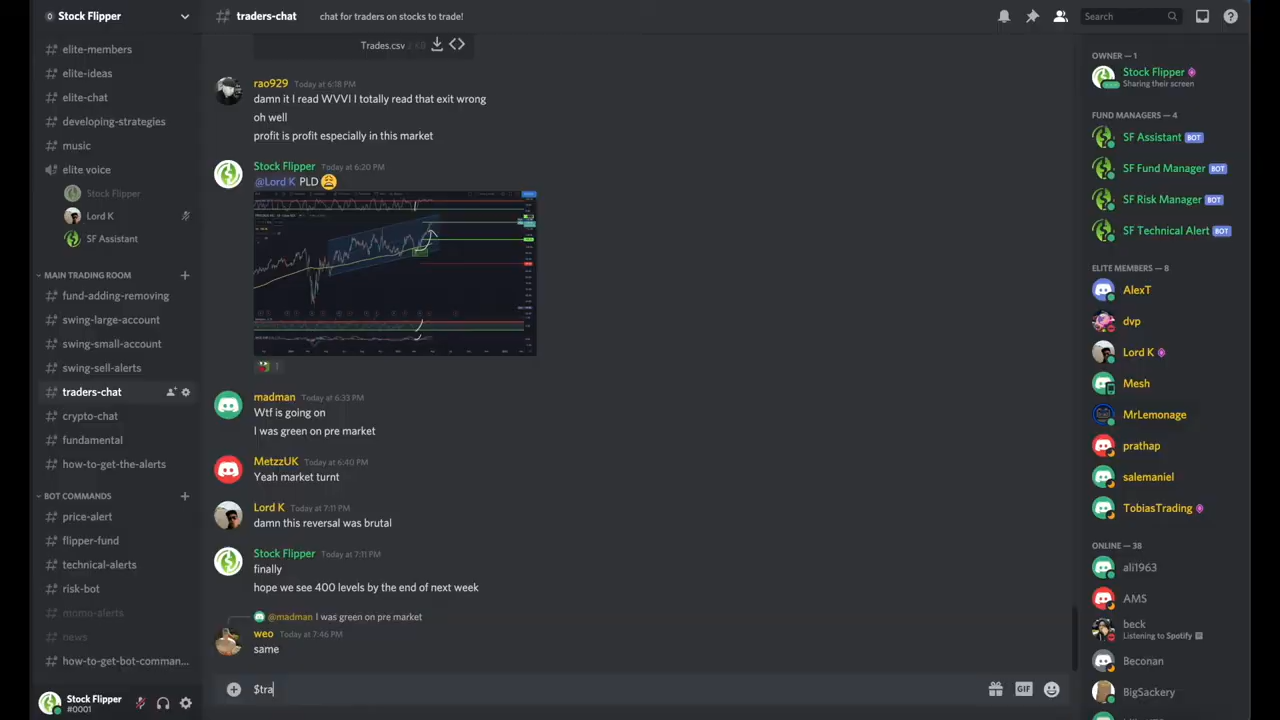 Stock Flipper
# traders-chat
chat for traders on stocks to trade!
Search
# elite-members
# elite-ideas
# elite-chat
# developing-strategies
# music
elite voice
Stock Flipper
Lord K
SF Assistant
MAIN TRADING ROOM
# fund-adding-removing
# swing-large-account
# swing-small-account
# swing-sell-alerts
# traders-chat
# crypto-chat
# fundamental
# how-to-get-the-alerts
BOT COMMANDS
# price-alert
# flipper-fund
# technical-alerts
# risk-bot
# momo-alerts
# news
# how-to-get-bot-comman...
Stock Flipper
#0001
Trades.csv
rao929 Today at 6:18 PM
damn it I read WVVI I totally read that exit wrong
oh well
profit is profit especially in this market
Stock Flipper Today at 6:20 PM
@Lord K PLD
madman Today at 6:33 PM
Wtf is going on
I was green on pre market
MetzzUK Today at 6:40 PM
Yeah market turnt
Lord K Today at 7:11 PM
damn this reversal was brutal
Stock Flipper Today at 7:11 PM
finally
hope we see 400 levels by the end of next week
@madman I was green on pre market
weo Today at 7:46 PM
same
$tra
GIF
OWNER — 1
Stock Flipper
Sharing their screen
FUND MANAGERS — 4
SF Assistant BOT
SF Fund Manager BOT
SF Risk Manager BOT
SF Technical Alert BOT
ELITE MEMBERS — 8
AlexT
dvp
Lord K
Mesh
MrLemonage
prathap
salemaniel
TobiasTrading
ONLINE — 38
ali1963
AMS
beck
Listening to Spotify
Beconan
BigSackery